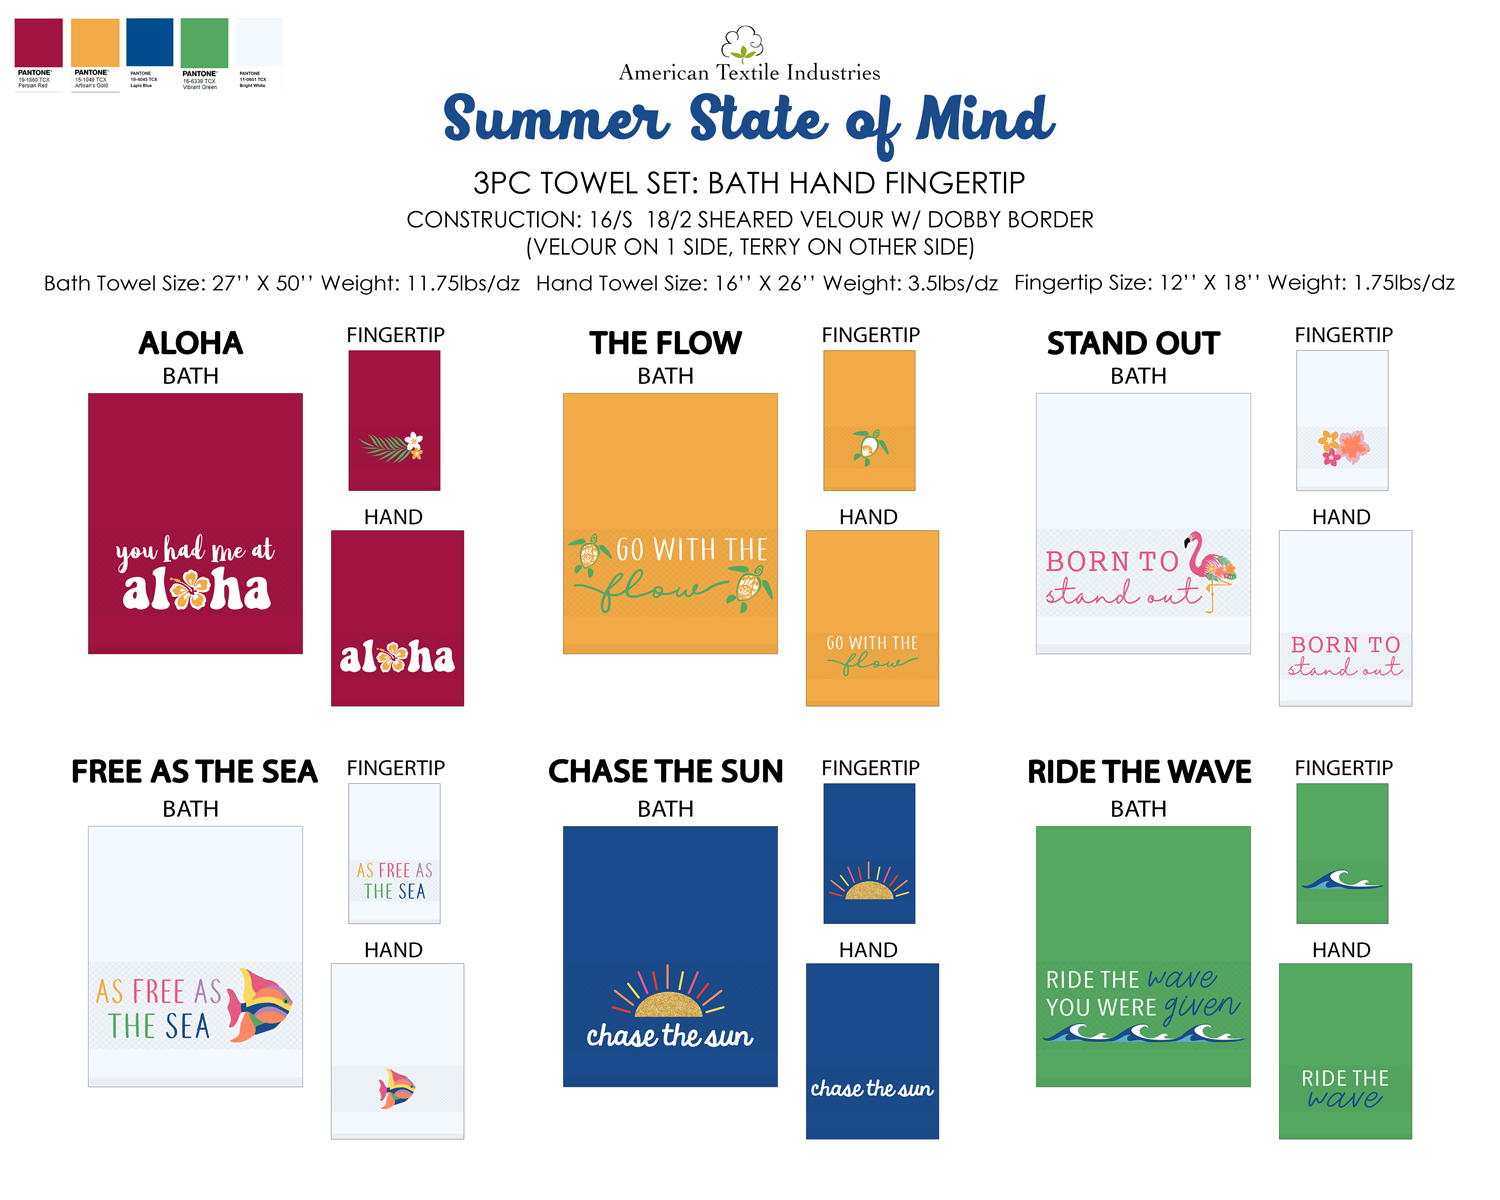 PANTONE®
19-1860 TCX
Persian Red
PANTONE®
15-1049 TCX
Artisan's Gold
PANTONE
19-4045 TCX
Lapis Blue
PANTONE®
16-6339 TCX
Vibrant Green
PANTONE
11-0601 TCX
Bright White
American Textile Industries
Summer State of Mind
3PC TOWEL SET: BATH HAND FINGERTIP
CONSTRUCTION: 16/S 18/2 SHEARED VELOUR W/ DOBBY BORDER
(VELOUR ON 1 SIDE, TERRY ON OTHER SIDE)
Bath Towel Size: 27’’ X 50’’ Weight: 11.75lbs/dz Hand Towel Size: 16’’ X 26’’ Weight: 3.5lbs/dz Fingertip Size: 12’’ X 18’’ Weight: 1.75lbs/dz
ALOHA
BATH
you had me at
aloha
FINGERTIP
HAND
aloha
THE FLOW
BATH
GO WITH THE
flow
FINGERTIP
HAND
GO WITH THE
flow
STAND OUT
BATH
BORN TO
stand out
FINGERTIP
HAND
BORN TO
stand out
FREE AS THE SEA
BATH
AS FREE AS
THE SEA
FINGERTIP
AS FREE AS
THE SEA
HAND
CHASE THE SUN
BATH
chase the sun
FINGERTIP
HAND
chase the sun
RIDE THE WAVE
BATH
RIDE THE wave
YOU WERE given
FINGERTIP
HAND
RIDE THE
wave